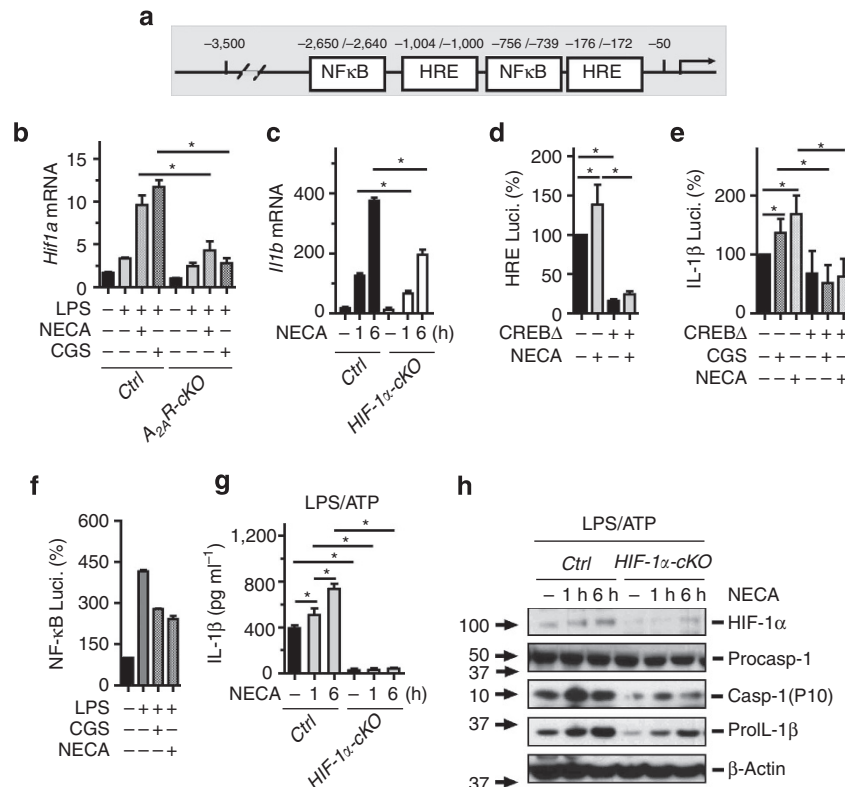 a
–3,500 –2,650 /–2,640 –1,004 /–1,000 –756 /–739 –176 /–172 –50
NFκB HRE NFκB HRE
b
Hif1a mRNA
15
10
5
0
* *
LPS – + + + – + + +
NECA – – + – – – + –
CGS – – – + – – – +
Ctrl A2AR-cKO
c
Il1b mRNA
400
200
0
* *
NECA – 1 6 – 1 6 (h)
Ctrl HIF-1α-cKO
d
HRE Luci. (%)
200
150
100
50
0
* * *
CREBΔ – – + +
NECA – + – +
e
IL-1β Luci. (%)
200
100
0
* * * *
CREBΔ – – – + + +
CGS – + – – + –
NECA – – + – – +
f
NF-κB Luci. (%)
600
450
300
150
0
LPS – + + +
CGS – – + –
NECA – – – +
g
LPS/ATP
IL-1β (pg ml−1)
1,200
800
400
0
* * * * *
NECA – 1 6 – 1 6 (h)
Ctrl HIF-1α-cKO
h
LPS/ATP
Ctrl HIF-1α-cKO
– 1 h 6 h – 1 h 6 h NECA
100 HIF-1α
50 Procasp-1
37
10 Casp-1(P10)
37 ProIL-1β
β-Actin
37